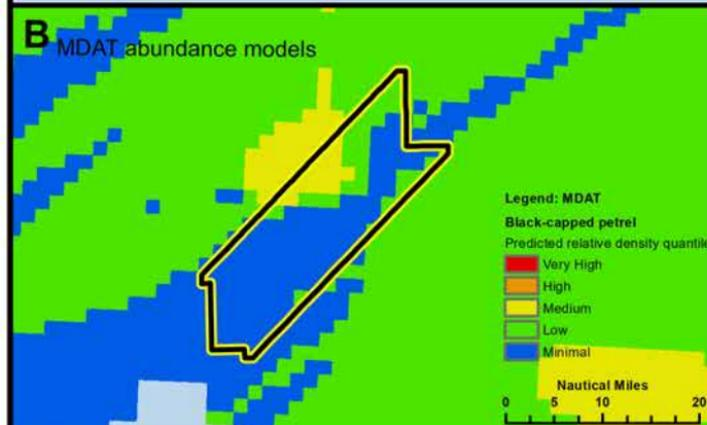 B MDAT abundance models
Legend: MDAT
Black-capped petrel
Predicted relative density quantile
Very High
High
Medium
Low
Minimal
Nautical Miles
0 5 10 20